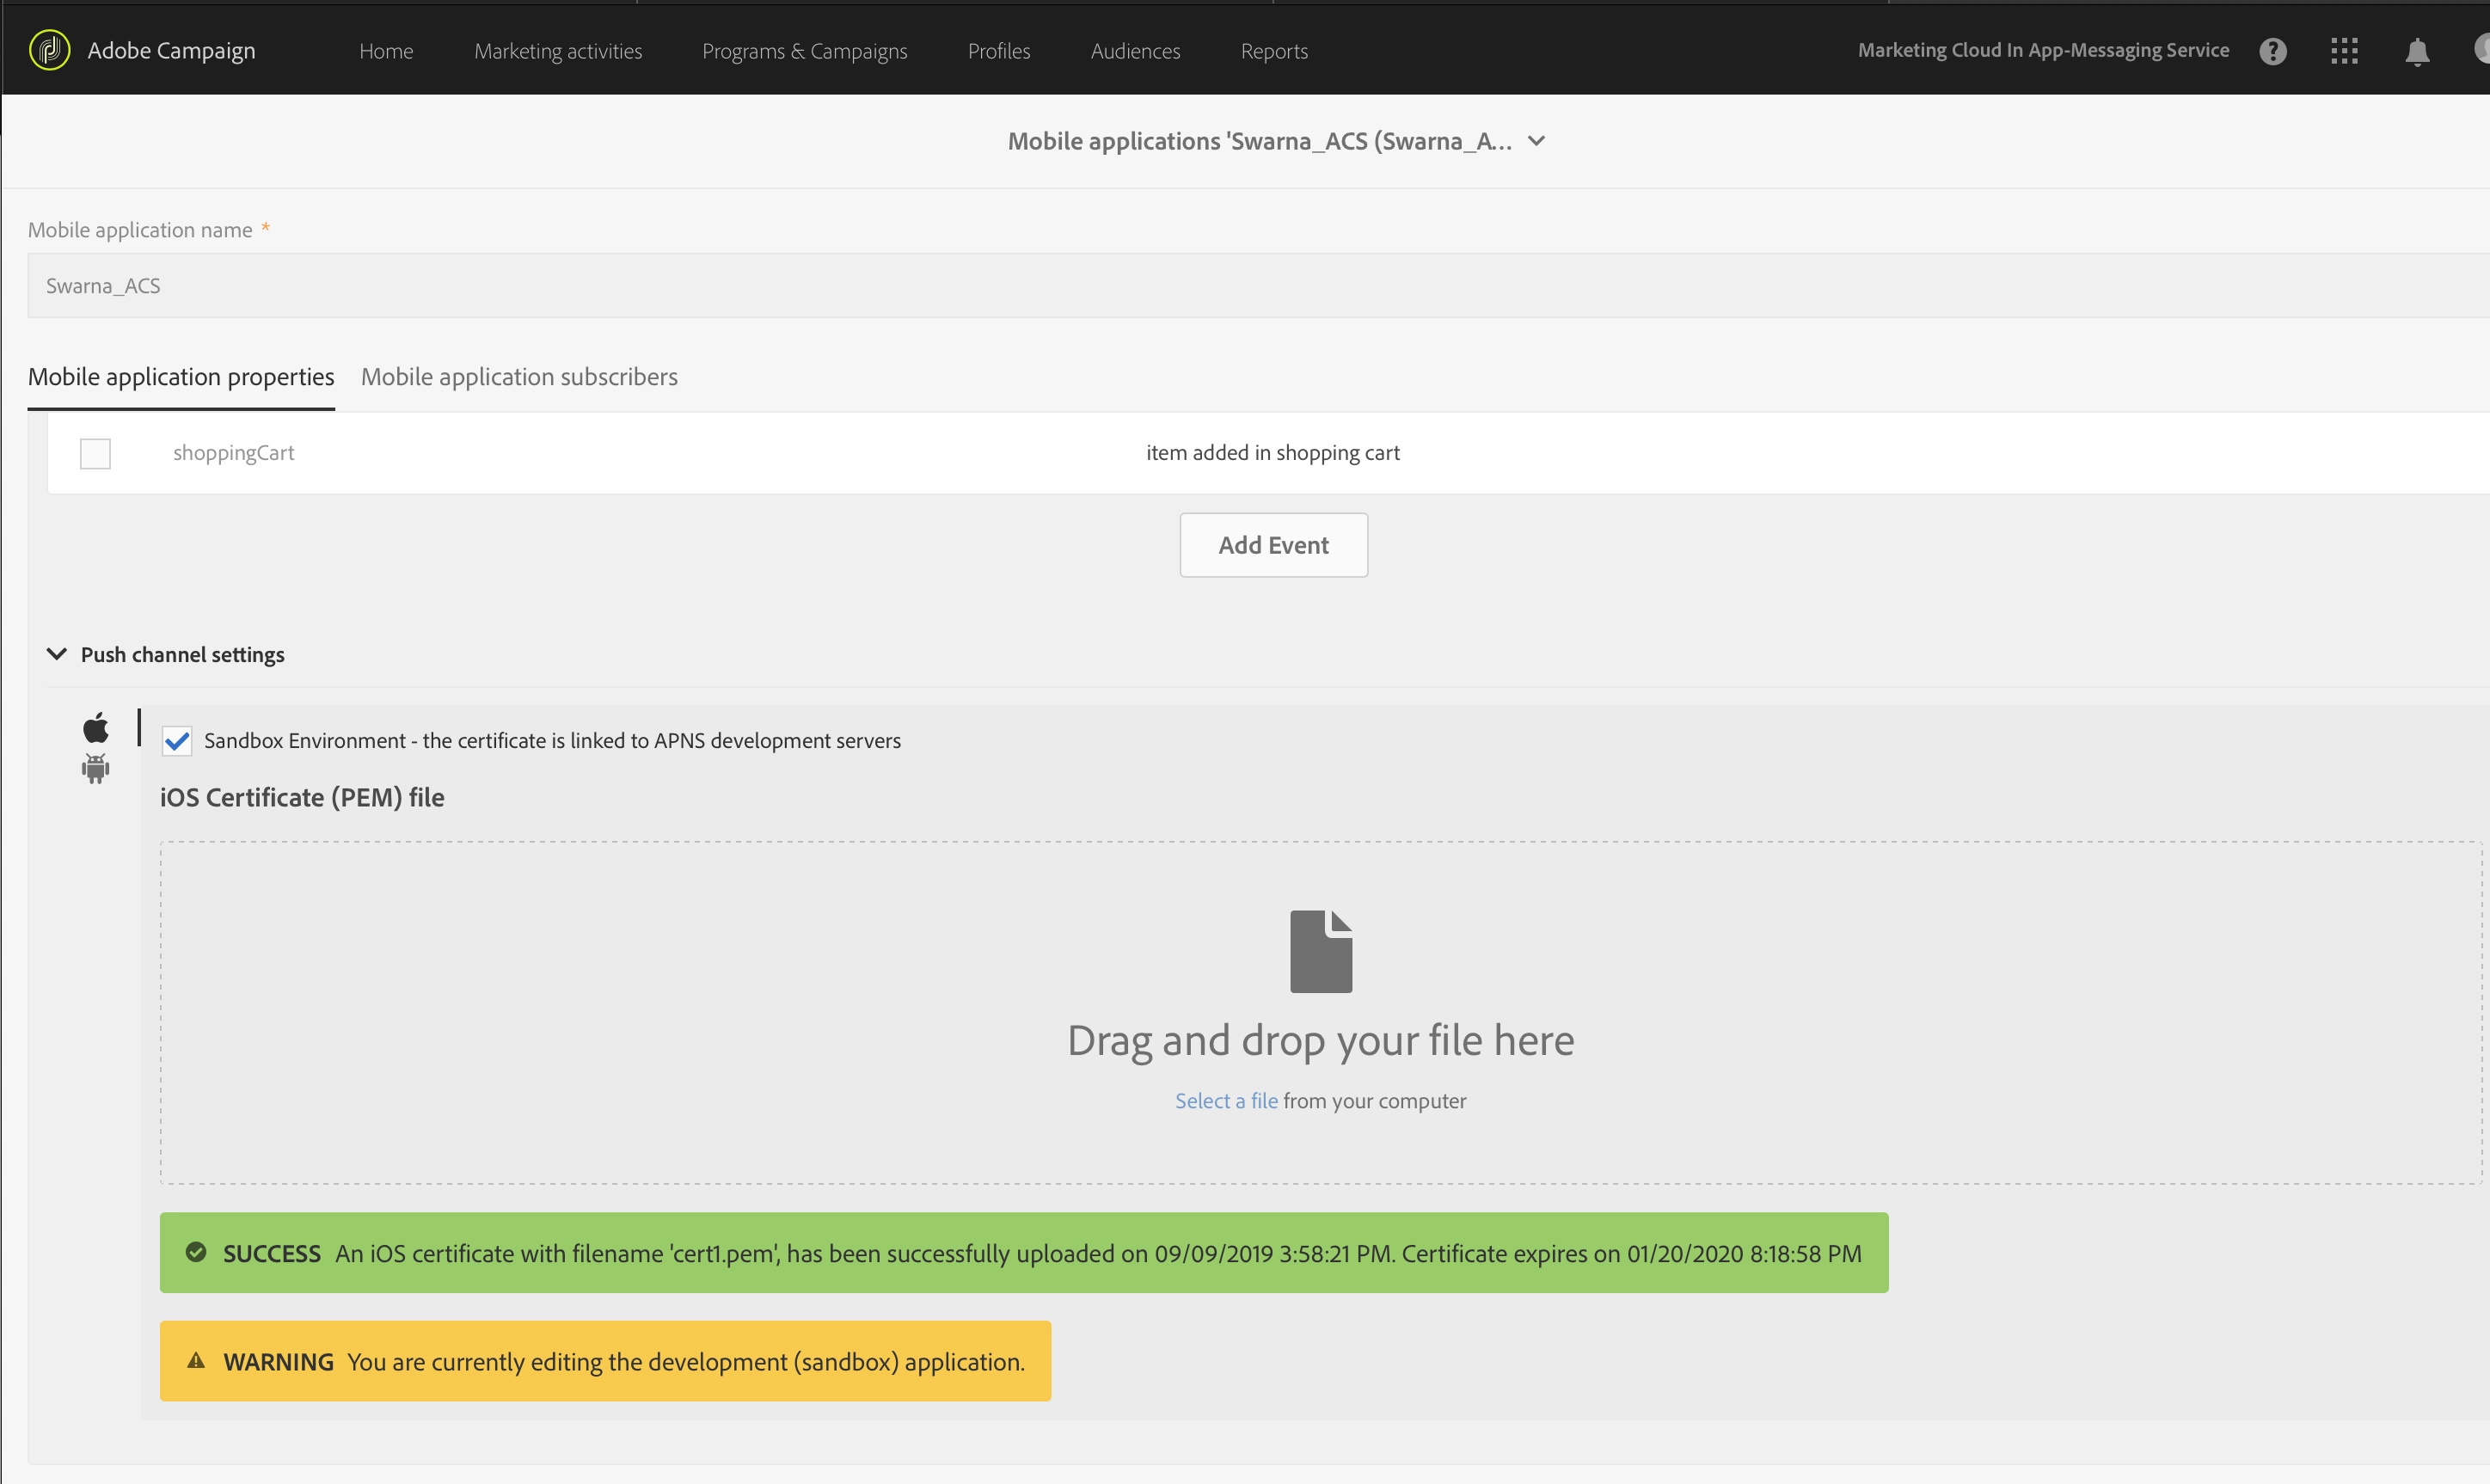 Adobe Campaign Home Marketing activities Programs & Campaigns Profiles Audiences Reports Marketing Cloud In App-Messaging Service
Mobile applications 'Swarna_ACS (Swarna_A...
Mobile application name *
Swarna_ACS
Mobile application properties Mobile application subscribers
shoppingCart item added in shopping cart
Add Event
Push channel settings
Sandbox Environment - the certificate is linked to APNS development servers
iOS Certificate (PEM) file
Drag and drop your file here
Select a file from your computer
SUCCESS An iOS certificate with filename 'cert1.pem', has been successfully uploaded on 09/09/2019 3:58:21 PM. Certificate expires on 01/20/2020 8:18:58 PM
WARNING You are currently editing the development (sandbox) application.